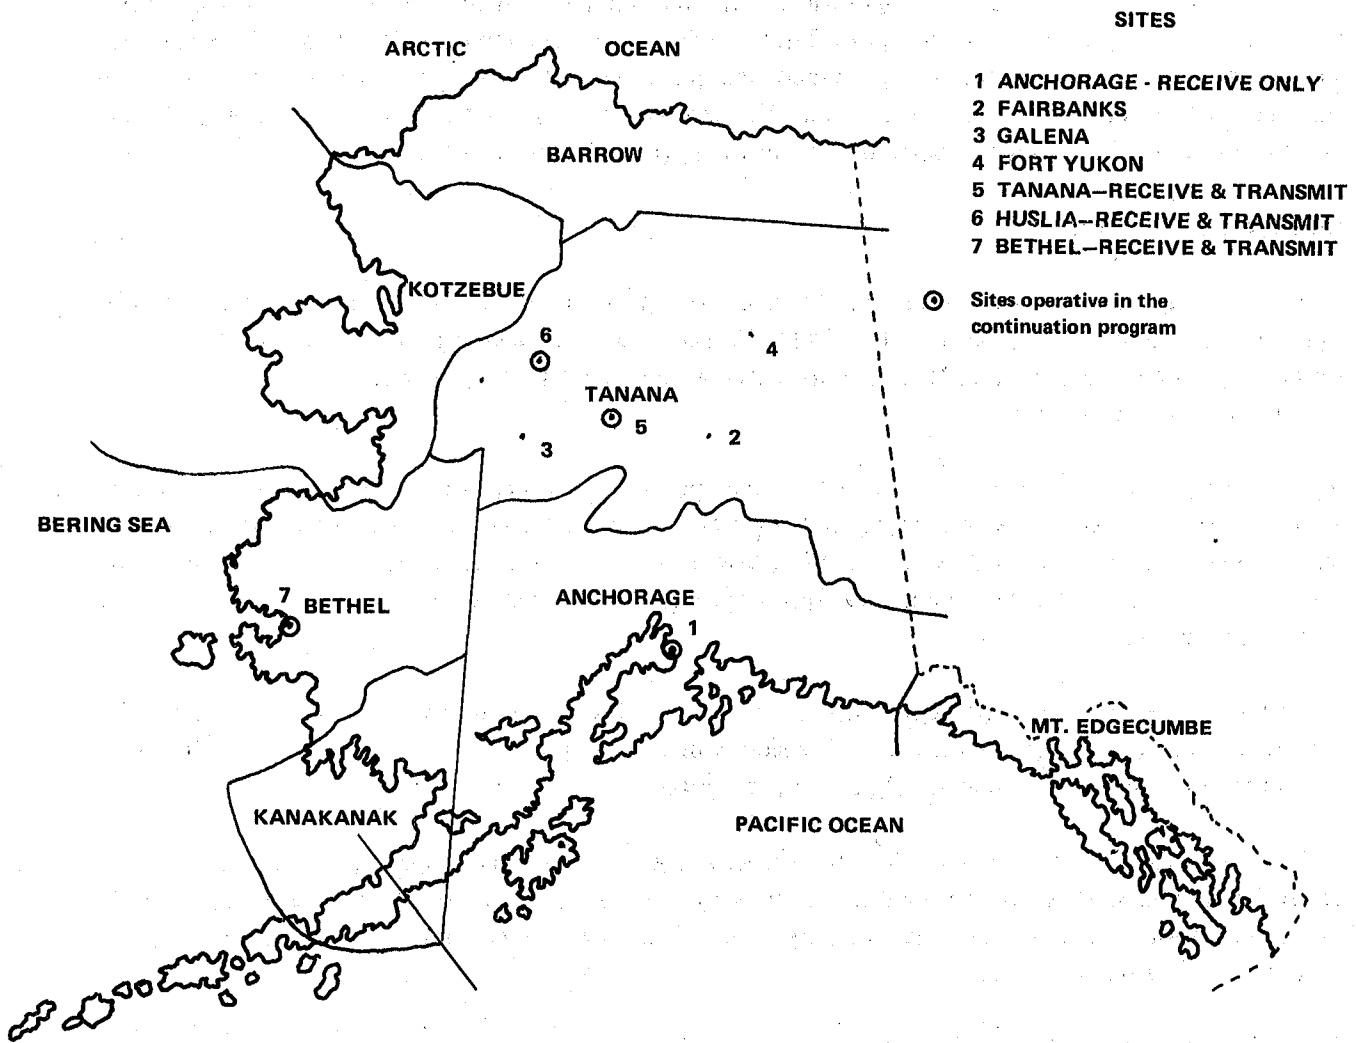 SITES
ARCTIC OCEAN
1 ANCHORAGE - RECEIVE ONLY
2 FAIRBANKS
3 GALENA
4 FORT YUKON
5 TANANA—RECEIVE & TRANSMIT
6 HUSLIA—RECEIVE & TRANSMIT
7 BETHEL—RECEIVE & TRANSMIT
Sites operative in the
continuation program
BARROW
KOTZEBUE
6
4
TANANA
5
2
3
BERING SEA
7
BETHEL
ANCHORAGE
1
MT. EDGECUMBE
KANAKANAK
PACIFIC OCEAN